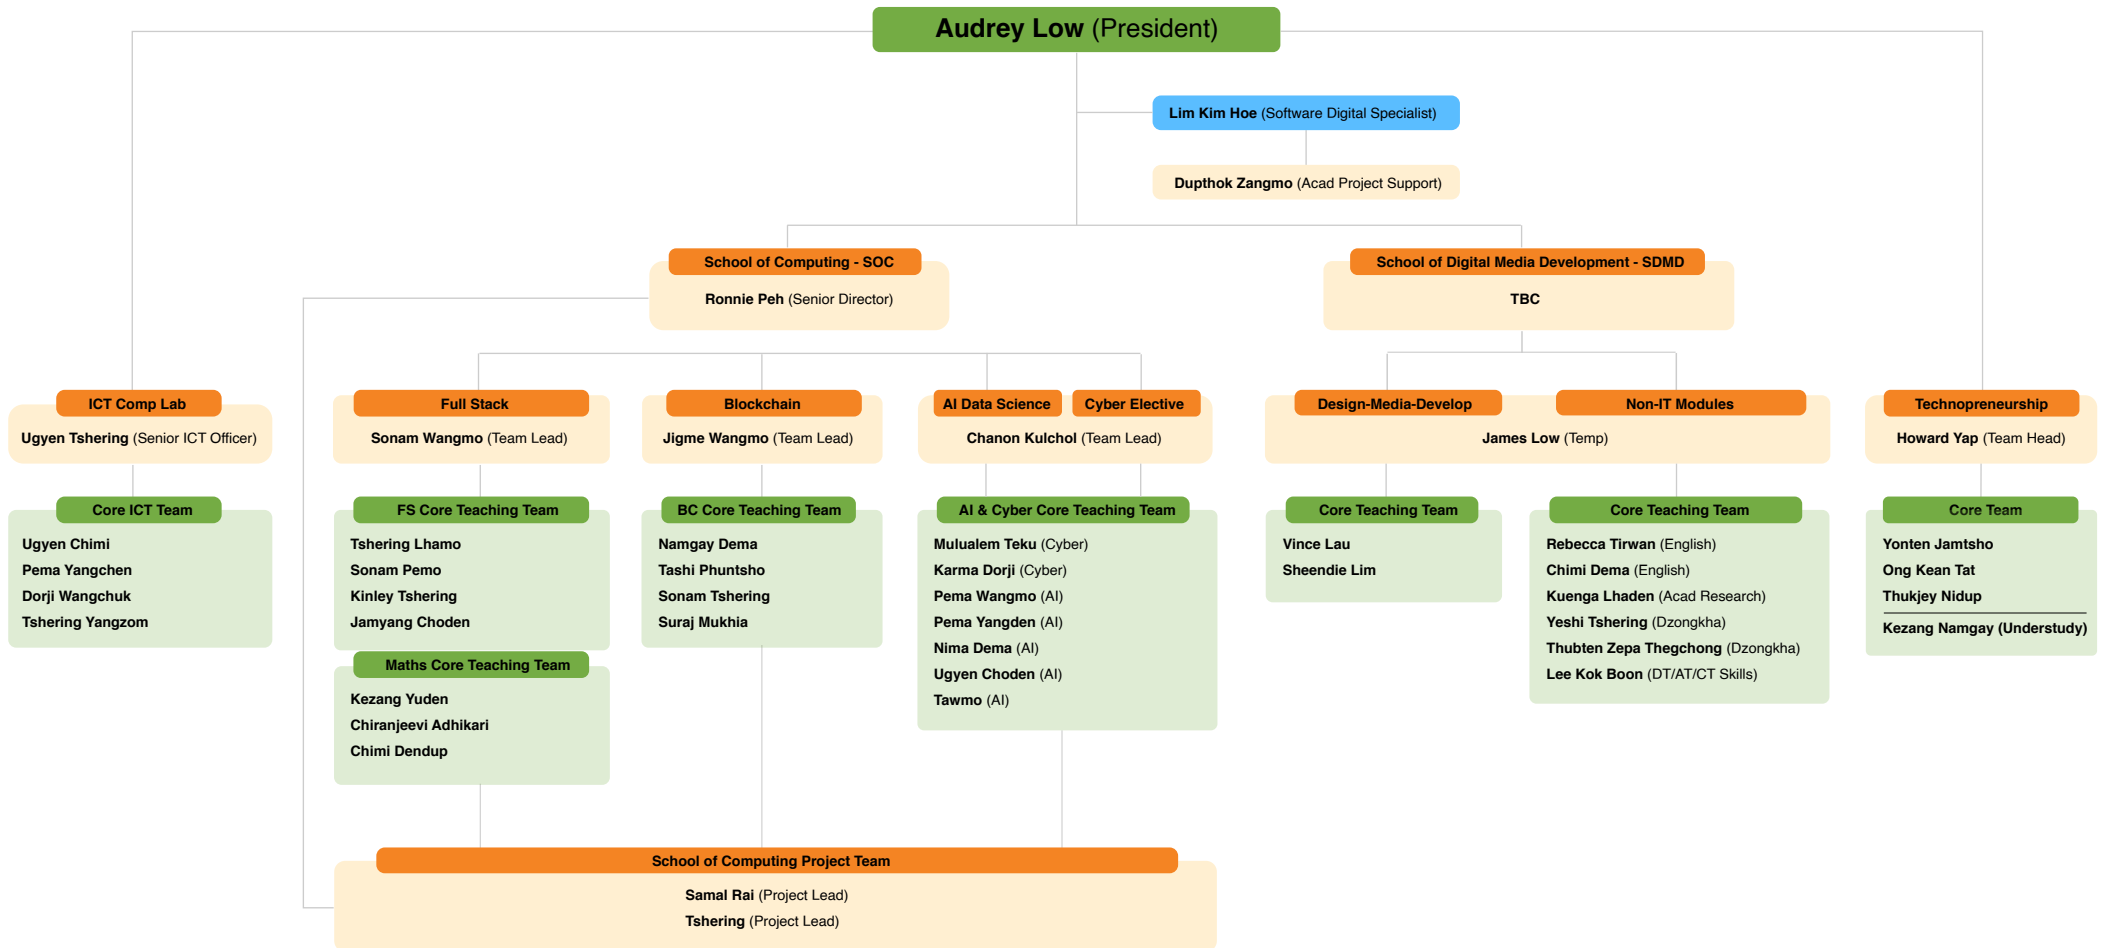 Audrey Low (President)
Lim Kim Hoe (Software Digital Specialist)
Dupthok Zangmo (Acad Project Support)
School of Computing - SOC
Ronnie Peh (Senior Director)
School of Digital Media Development - SDMD
TBC
ICT Comp Lab
Ugyen Tshering (Senior ICT Officer)
Core ICT Team
Ugyen Chimi
Pema Yangchen
Dorji Wangchuk
Tshering Yangzom
Full Stack
Sonam Wangmo (Team Lead)
FS Core Teaching Team
Tshering Lhamo
Sonam Pemo
Kinley Tshering
Jamyang Choden
Maths Core Teaching Team
Kezang Yuden
Chiranjeevi Adhikari
Chimi Dendup
Blockchain
Jigme Wangmo (Team Lead)
BC Core Teaching Team
Namgay Dema
Tashi Phuntsho
Sonam Tshering
Suraj Mukhia
AI Data Science
Cyber Elective
Chanon Kulchol (Team Lead)
AI & Cyber Core Teaching Team
Mulualem Teku (Cyber)
Karma Dorji (Cyber)
Pema Wangmo (AI)
Pema Yangden (AI)
Nima Dema (AI)
Ugyen Choden (AI)
Tawmo (AI)
Design-Media-Develop
Non-IT Modules
James Low (Temp)
Core Teaching Team
Vince Lau
Sheendie Lim
Core Teaching Team
Rebecca Tirwan (English)
Chimi Dema (English)
Kuenga Lhaden (Acad Research)
Yeshi Tshering (Dzongkha)
Thubten Zepa Thegchong (Dzongkha)
Lee Kok Boon (DT/AT/CT Skills)
Technopreneurship
Howard Yap (Team Head)
Core Team
Yonten Jamtsho
Ong Kean Tat
Thukjey Nidup
Kezang Namgay (Understudy)
School of Computing Project Team
Samal Rai (Project Lead)
Tshering (Project Lead)